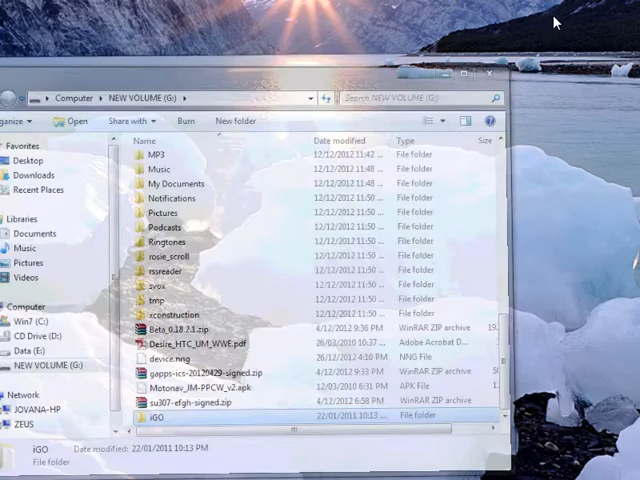 Computer NEW VOLUME (G:) Search NEW VOLUME (G:)
ganize Open Share with Burn New folder
Name Date modified Type Size
MP3 12/12/2012 11:42 ... File folder
Music 12/12/2012 11:48 ... File folder
My Documents 12/12/2012 11:48 ... File folder
Notifications 12/12/2012 11:50 ... File folder
Pictures 12/12/2012 11:50 ... File folder
Podcasts 12/12/2012 11:50 ... File folder
Ringtones 12/12/2012 11:50 ... File folder
rosie_scroll 12/12/2012 11:50 ... File folder
rssreader 12/12/2012 11:50 ... File folder
svox 12/12/2012 11:50 ... File folder
tmp 12/12/2012 11:50 ... File folder
xconstruction 12/12/2012 11:50 ... File folder
Beta_0.18.7.1.zip 4/12/2012 9:36 PM WinRAR ZIP archive 19.
Desire_HTC_UM_WWE.pdf 26/03/2010 10:37 ... Adobe Acrobat D...
device.nng 26/12/2012 4:10 PM NNG File
gapps-ics-20120429-signed.zip 4/12/2012 9:33 PM WinRAR ZIP archive
Motonav_JM-PPCW_v2.apk 12/03/2010 6:31 PM APK File
su307-efgh-signed.zip 4/12/2012 6:58 PM WinRAR ZIP archive
iGO 22/01/2011 10:13 ... File folder
Favorites
Desktop
Downloads
Recent Places
Libraries
Documents
Music
Pictures
Videos
Computer
Win7 (C:)
CD Drive (D:)
Data (E:)
NEW VOLUME (G:)
Network
JOVANA-HP
ZEUS
iGO Date modified: 22/01/2011 10:13 PM
File folder